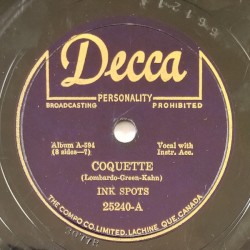 Decca
PERSONALITY
BROADCASTING PROHIBITED
Album A-594 Vocal with
(8 sides—7) Instr. Acc.
COQUETTE
(Lombardo-Green-Kahn)
INK SPOTS
25240-A
THE COMPO CO. LIMITED, LACHINE QUE, CANADA